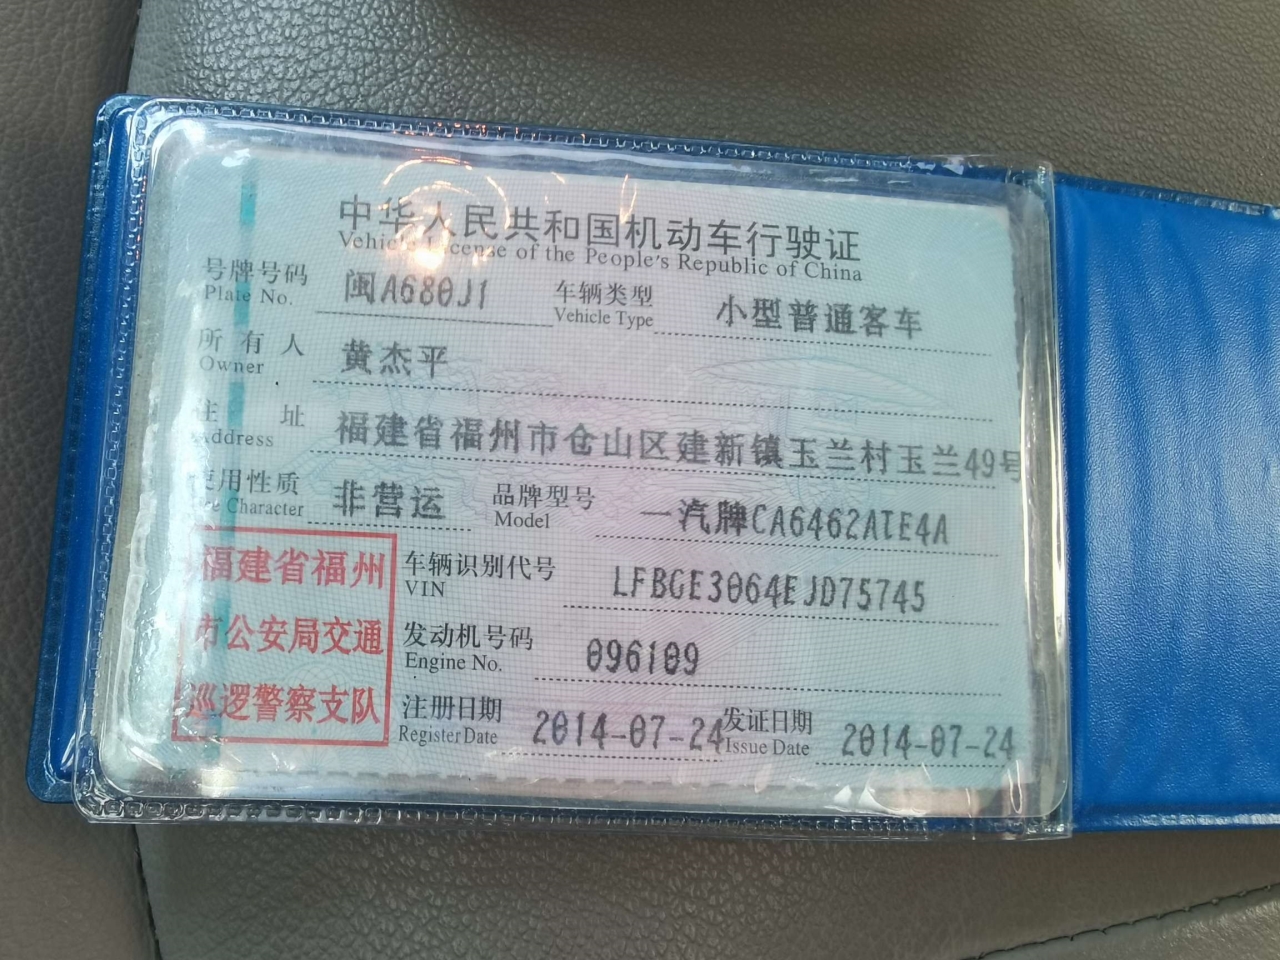 中华人民共和国机动车行驶证
Vehicle License of the People's Republic of China
号牌号码 闽A680J1 车辆类型 小型普通客车
Plate No. Vehicle Type
所有人 黄杰平
Owner
住址 福建省福州市仓山区建新镇玉兰村玉兰49号
Address
使用性质 非营运 品牌型号 一汽牌CA6462ATE4A
Use Character Model
车辆识别代号 LFBGE3064EJD75745
VIN
发动机号码 096109
Engine No.
注册日期 2014-07-24 发证日期 2014-07-24
Register Date Issue Date
福建省福州
市公安局交通
巡逻警察支队